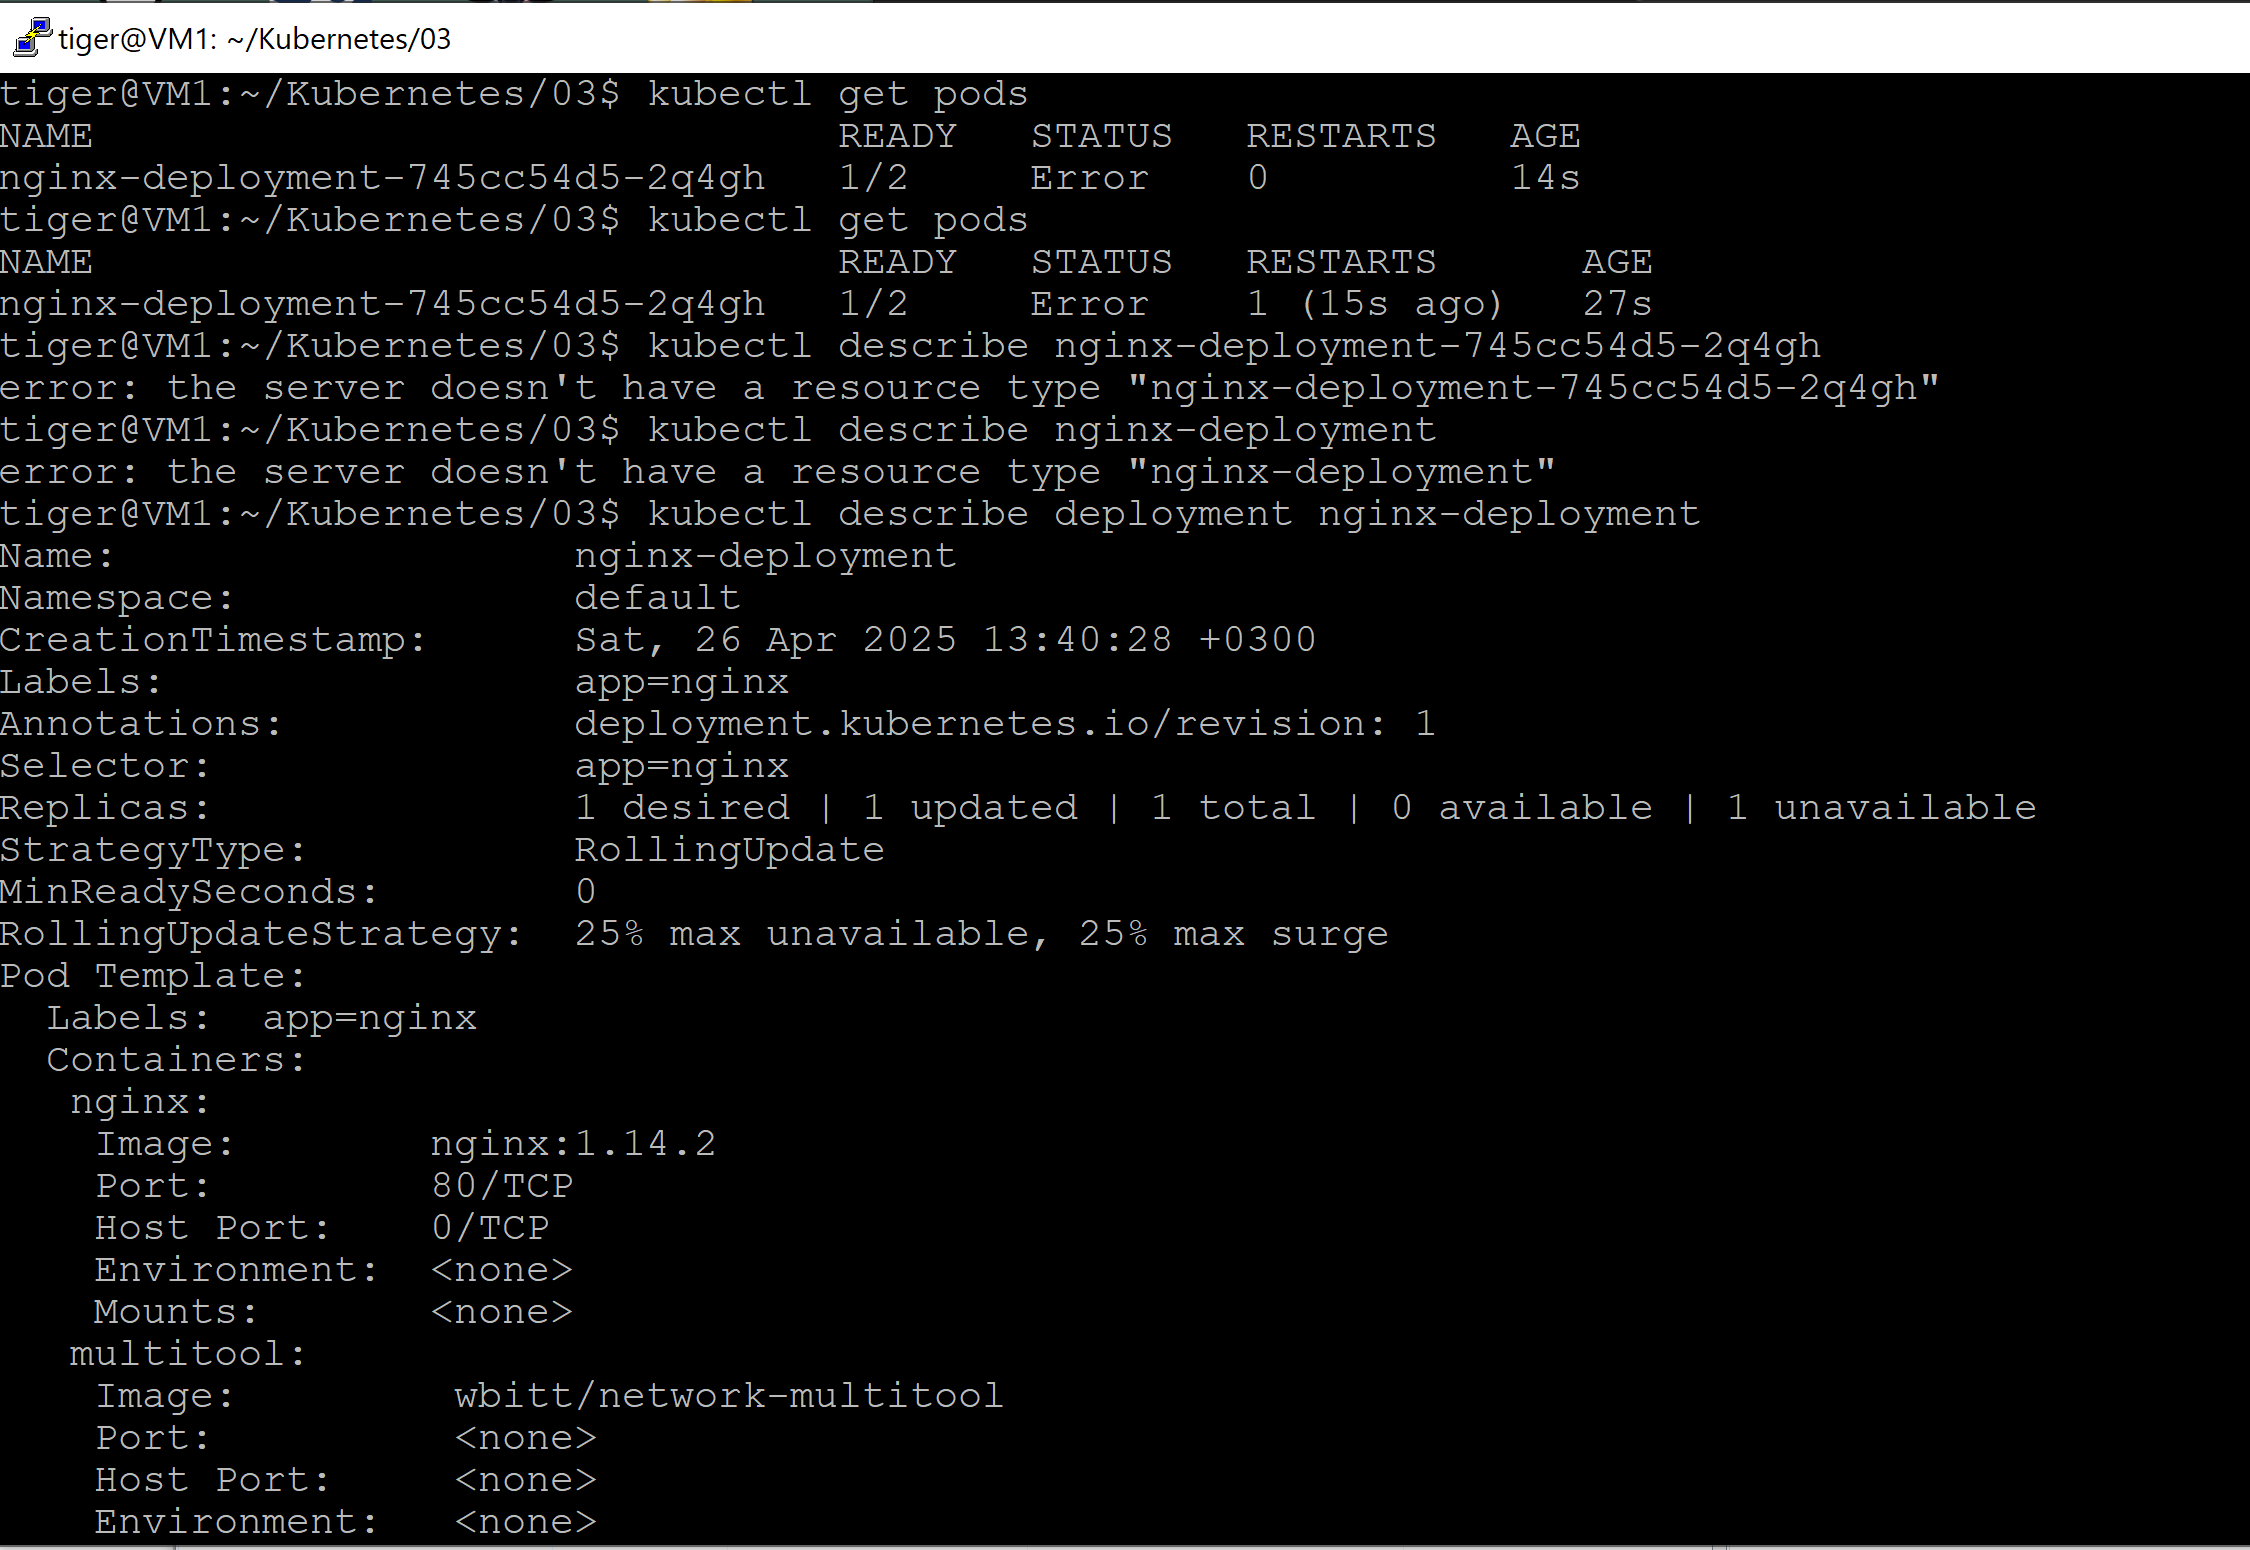 tiger@VM1: ~/Kubernetes/03
tiger@VM1:~/Kubernetes/03$ kubectl get pods
NAME                               READY   STATUS   RESTARTS   AGE
nginx-deployment-745cc54d5-2q4gh   1/2     Error    0          14s
tiger@VM1:~/Kubernetes/03$ kubectl get pods
NAME                               READY   STATUS   RESTARTS      AGE
nginx-deployment-745cc54d5-2q4gh   1/2     Error    1 (15s ago)   27s
tiger@VM1:~/Kubernetes/03$ kubectl describe nginx-deployment-745cc54d5-2q4gh
error: the server doesn't have a resource type "nginx-deployment-745cc54d5-2q4gh"
tiger@VM1:~/Kubernetes/03$ kubectl describe nginx-deployment
error: the server doesn't have a resource type "nginx-deployment"
tiger@VM1:~/Kubernetes/03$ kubectl describe deployment nginx-deployment
Name:                   nginx-deployment
Namespace:              default
CreationTimestamp:      Sat, 26 Apr 2025 13:40:28 +0300
Labels:                 app=nginx
Annotations:            deployment.kubernetes.io/revision: 1
Selector:               app=nginx
Replicas:               1 desired | 1 updated | 1 total | 0 available | 1 unavailable
StrategyType:           RollingUpdate
MinReadySeconds:        0
RollingUpdateStrategy:  25% max unavailable, 25% max surge
Pod Template:
  Labels:  app=nginx
  Containers:
   nginx:
    Image:        nginx:1.14.2
    Port:         80/TCP
    Host Port:    0/TCP
    Environment:  <none>
    Mounts:       <none>
   multitool:
    Image:         wbitt/network-multitool
    Port:          <none>
    Host Port:     <none>
    Environment:   <none>